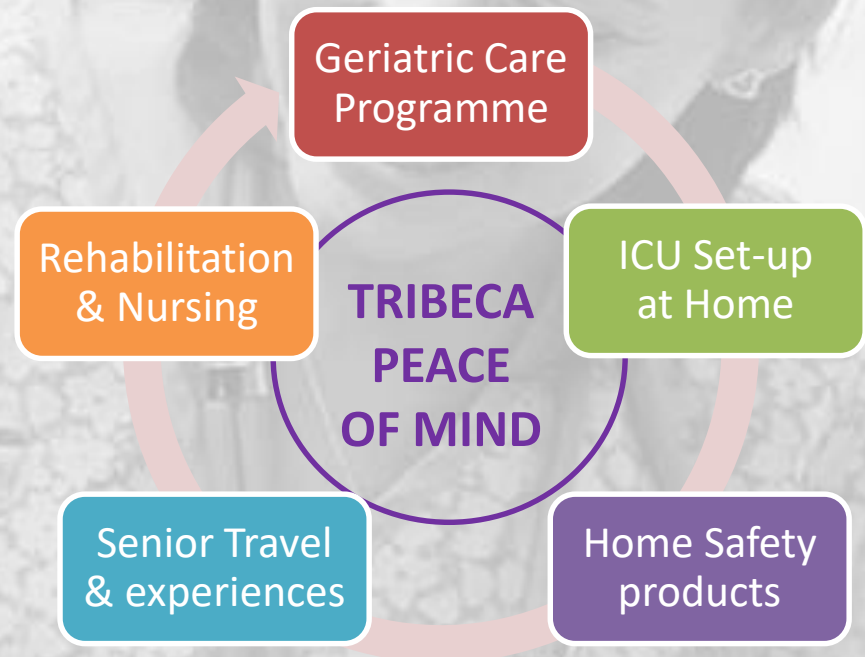 Geriatric Care
Programme
ICU Set-up
at Home
Home Safety
products
Senior Travel
& experiences
Rehabilitation
& Nursing
TRIBECA
PEACE
OF MIND